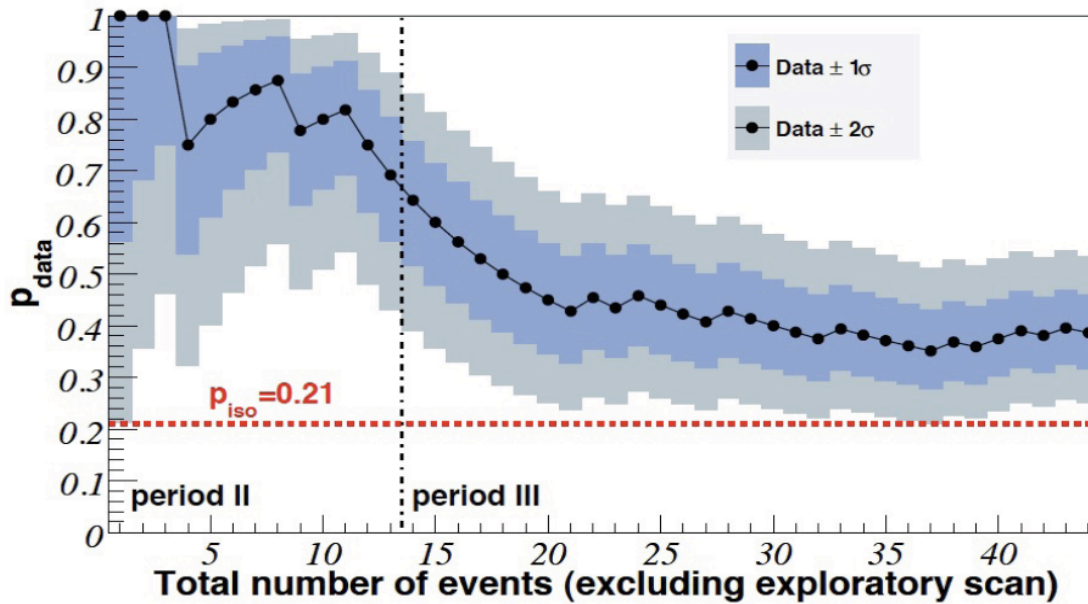 1
0.9
0.8
0.7
0.6
0.5
0.4
0.3
0.2
0.1
0
p_data
Data ± 1σ
Data ± 2σ
p_iso=0.21
period II
period III
5 10 15 20 25 30 35 40
Total number of events (excluding exploratory scan)